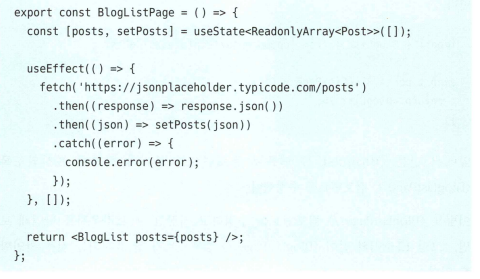 export const BlogListPage = () => {
  const [posts, setPosts] = useState<ReadonlyArray<Post>>([]);

  useEffect(() => {
    fetch('https://jsonplaceholder.typicode.com/posts')
      .then((response) => response.json())
      .then((json) => setPosts(json))
      .catch((error) => {
        console.error(error);
      });
  }, []);

  return <BlogList posts={posts} />;
};